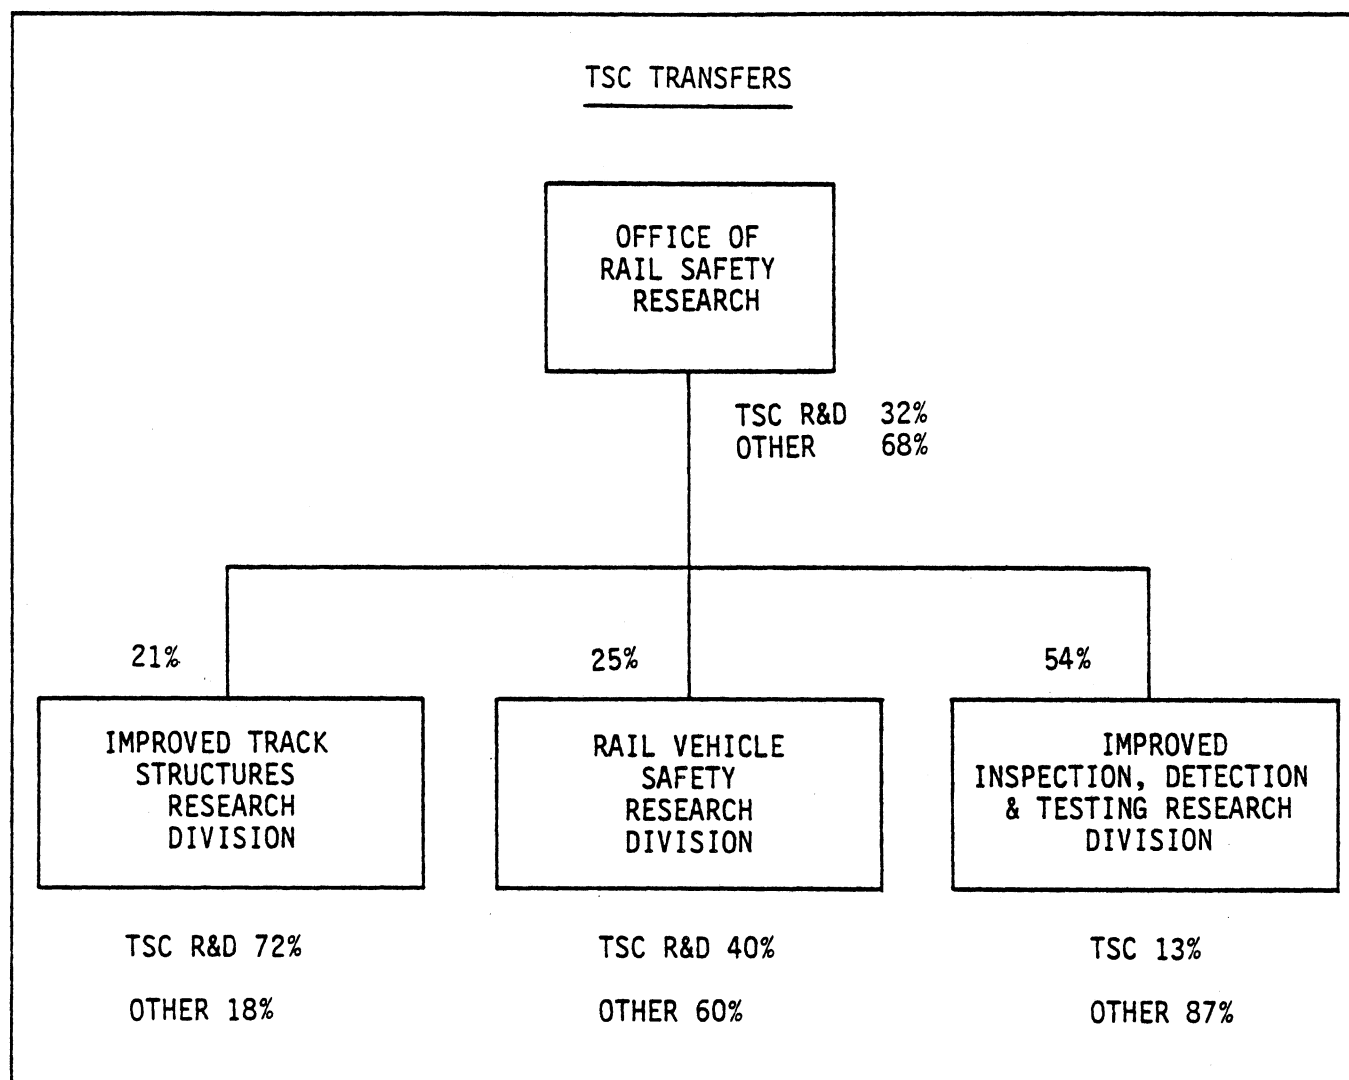 TSC TRANSFERS
OFFICE OF
RAIL SAFETY
RESEARCH
TSC R&D 32%
OTHER 68%
21%
25%
54%
IMPROVED TRACK
STRUCTURES
RESEARCH
DIVISION
RAIL VEHICLE
SAFETY
RESEARCH
DIVISION
IMPROVED
INSPECTION, DETECTION
& TESTING RESEARCH
DIVISION
TSC R&D 72%
OTHER 18%
TSC R&D 40%
OTHER 60%
TSC 13%
OTHER 87%